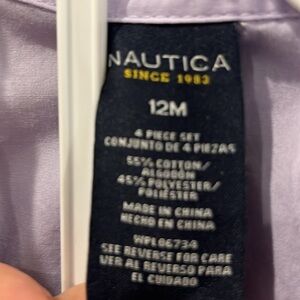 NAUTICA
SINCE 1983
12M
4 PIECE SET
CONJUNTO DE 4 PIEZAS
55% COTTON/
ALGODON
45% POLYESTER/
POLIESTER
MADE IN CHINA
HECHO EN CHINA
WPL06734
SEE REVERSE FOR CARE
VER AL REVERSO PARA
EL CUIDADO